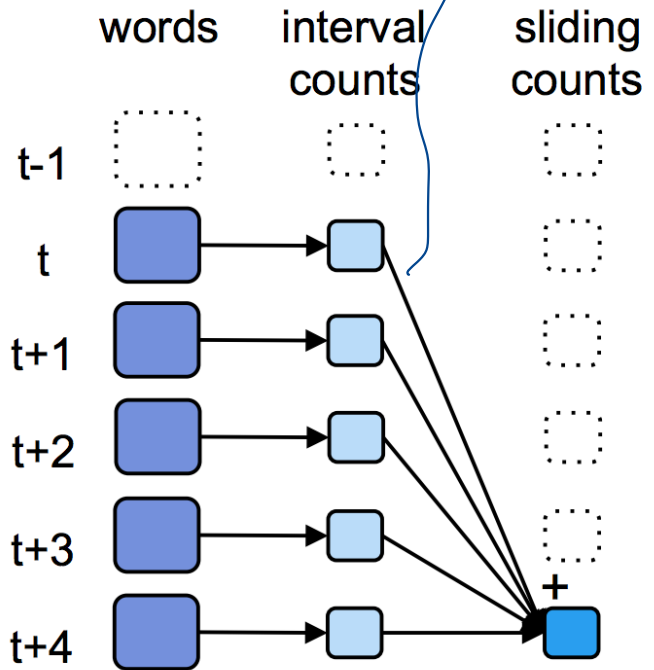 words interval sliding
counts counts
t-1
t
t+1
t+2
t+3
+
t+4